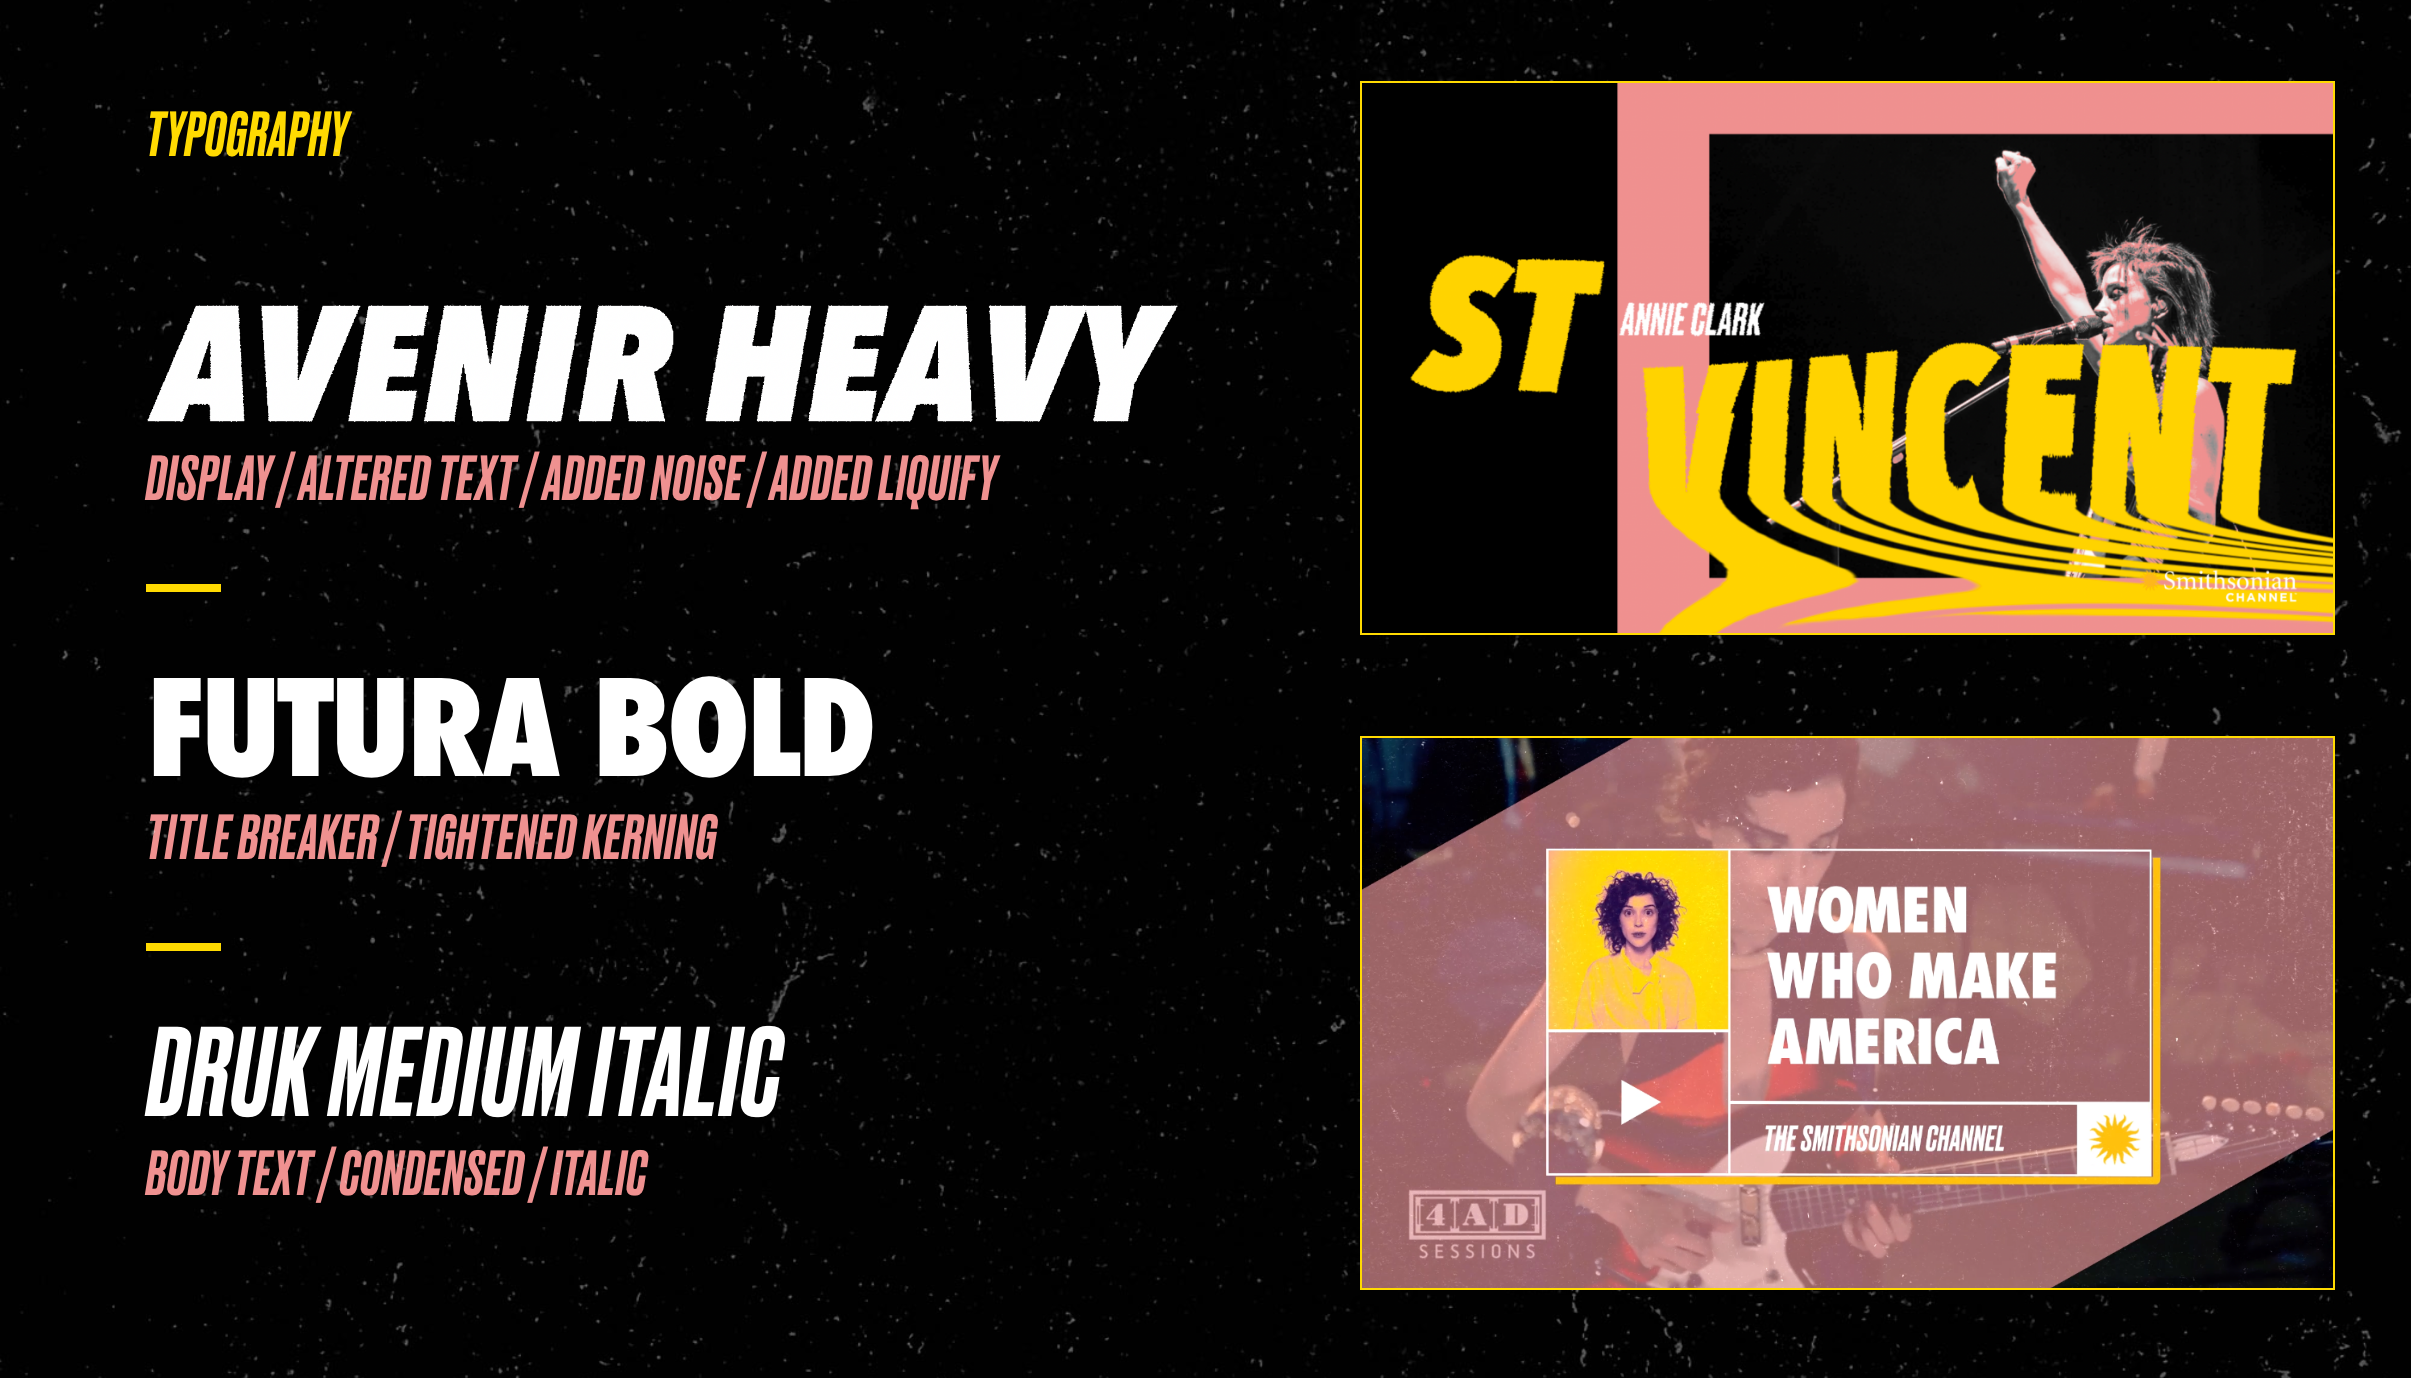 TYPOGRAPHY
AVENIR HEAVY
DISPLAY / ALTERED TEXT / ADDED NOISE / ADDED LIQUIFY
FUTURA BOLD
TITLE BREAKER / TIGHTENED KERNING
DRUK MEDIUM ITALIC
BODY TEXT / CONDENSED / ITALIC
ST
ANNIE CLARK
VINCENT
Smithsonian
CHANNEL
WOMEN
WHO MAKE
AMERICA
THE SMITHSONIAN CHANNEL
4AD
SESSIONS